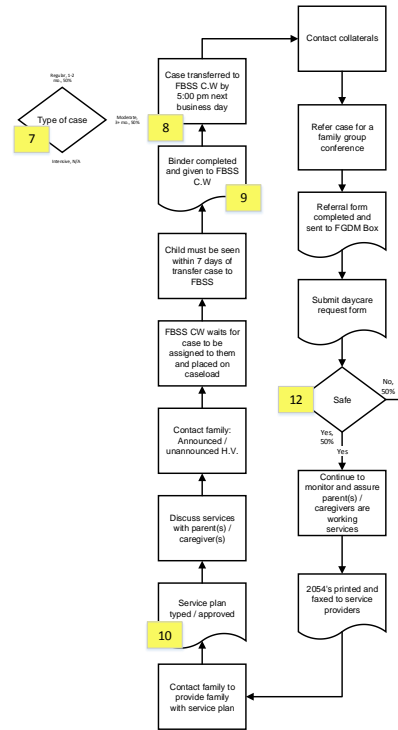 Regular, 1-2
mo., 50%
Type of case
7
Moderate,
3+ mo., 50%
Intensive, N/A
Case transferred to
FBSS C.W by
5:00 pm next
business day
8
Binder completed
and given to FBSS
C.W
9
Child must be seen
within 7 days of
transfer case to
FBSS
FBSS CW waits for
case to be
assigned to them
and placed on
caseload
Contact family:
Announced /
unannounced H.V.
Discuss services
with parent(s) /
caregiver(s)
Service plan
typed / approved
10
Contact family to
provide family
with service plan
Contact collaterals
Refer case for a
family group
conference
Referral form
completed and
sent to FGDM Box
Submit daycare
request form
12
Safe
No,
50%
Yes,
50%
Yes
Continue to
monitor and assure
parent(s) /
caregivers are
working
services
2054's printed and
faxed to service
providers